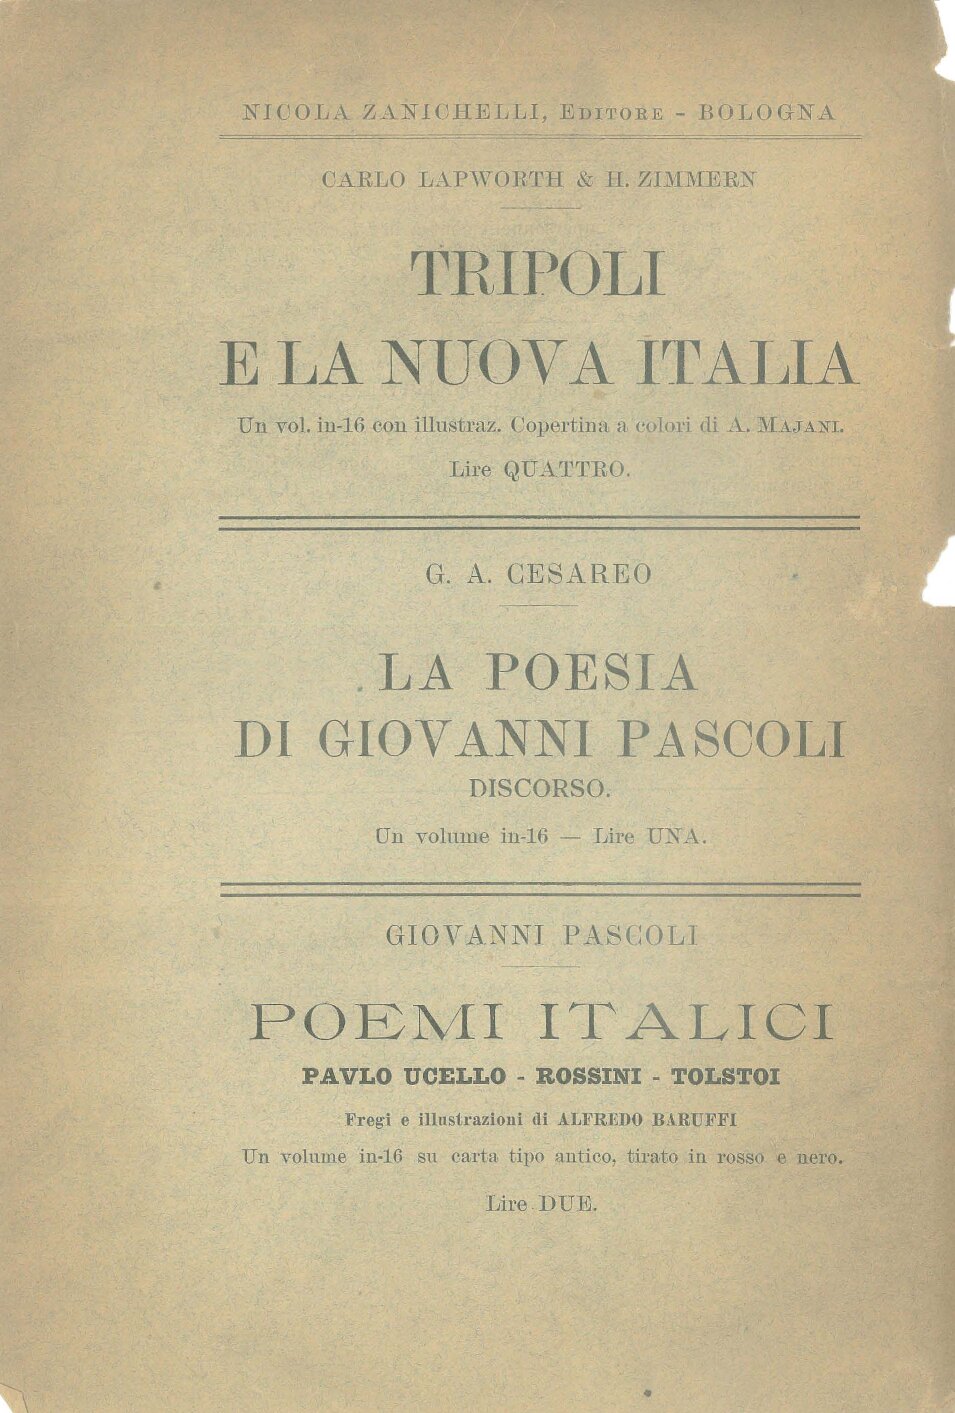 NICOLA ZANICHELLI, EDITORE - BOLOGNA
CARLO LAPWORTH & H. ZIMMERN
TRIPOLI
E LA NUOVA ITALIA
Un vol. in-16 con illustraz. Copertina a colori di A. MAJANI.
Lire QUATTRO.
G. A. CESAREO
LA POESIA
DI GIOVANNI PASCOLI
DISCORSO.
Un volume in-16 — Lire UNA.
GIOVANNI PASCOLI
POEMI ITALICI
PAVLO UCELLO - ROSSINI - TOLSTOI
Fregi e illustrazioni di ALFREDO BARUFFI
Un volume in-16 su carta tipo antico, tirato in rosso e nero.
Lire DUE.